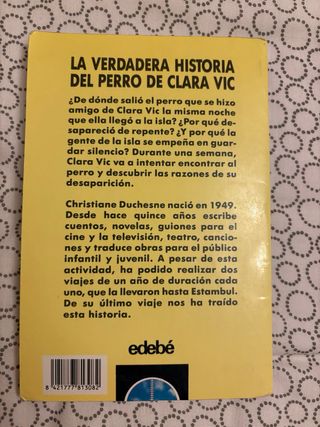 LA VERDADERA HISTORIA
DEL PERRO DE CLARA VIC
¿De dónde salió el perro que se hizo
amigo de Clara Vic la misma noche
que ella llegó a la isla? ¿Por qué de-
sapareció de repente? ¿Y por qué la
gente de la isla se empeña en guar-
dar silencio? Durante una semana,
Clara Vic va a intentar encontrar al
perro y descubrir las razones de su
desaparición.
Christiane Duchesne nació en 1949.
Desde hace quince años escribe
cuentos, novelas, guiones para el
cine y la televisión, teatro, cancio-
nes y traduce obras para el público
infantil y juvenil. A pesar de esta
actividad, ha podido realizar dos
viajes de un año de duración cada
uno, que la llevaron hasta Estambul.
De su último viaje nos ha traído
esta historia.
edebé
8 421777 813082